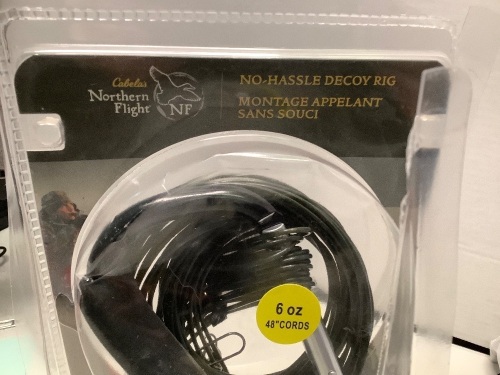 Cabela's
Northern
Flight
NF
NO-HASSLE DECOY RIG
MONTAGE APPELANT
SANS SOUCI
6 oz
48"CORDS